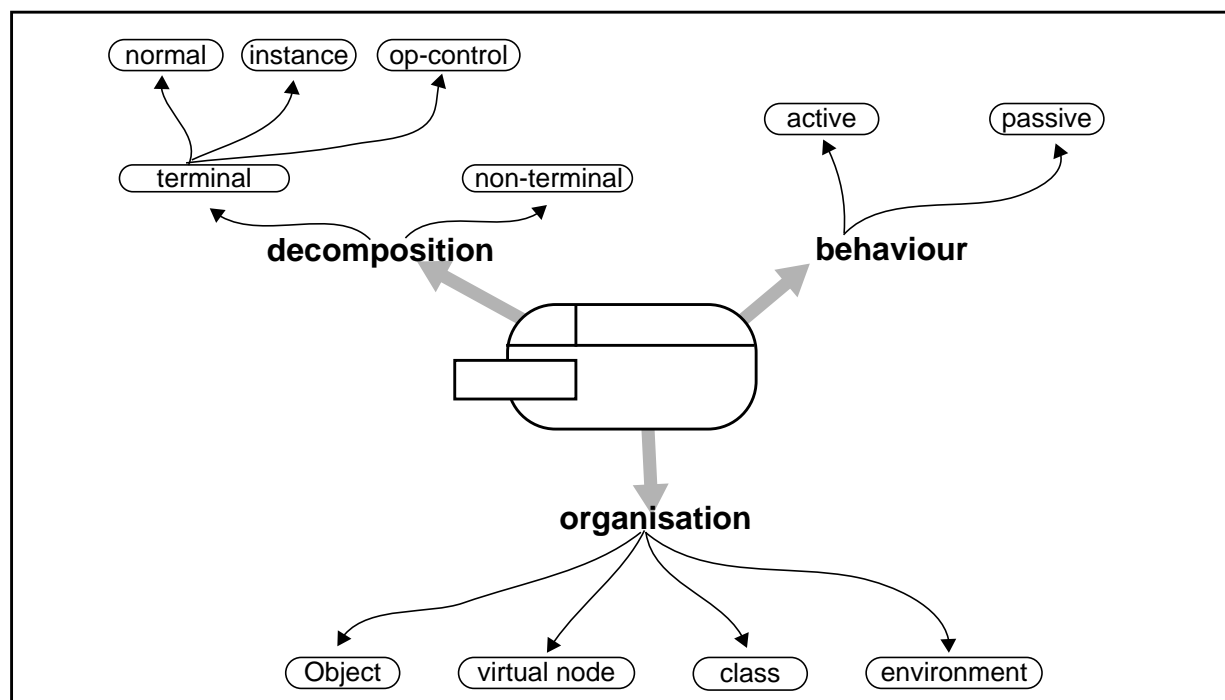 normal
instance
op-control
active
passive
terminal
non-terminal
decomposition
behaviour
organisation
Object
virtual node
class
environment